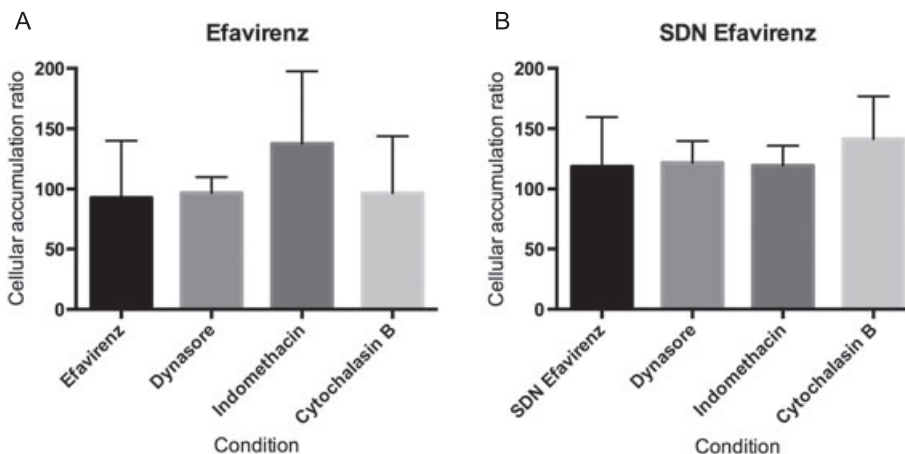 A
Efavirenz
Cellular accumulation ratio
200
150
100
50
0
Efavirenz
Dynasore
Indomethacin
Cytochalasin B
Condition
B
SDN Efavirenz
Cellular accumulation ratio
200
150
100
50
0
SDN Efavirenz
Dynasore
Indomethacin
Cytochalasin B
Condition